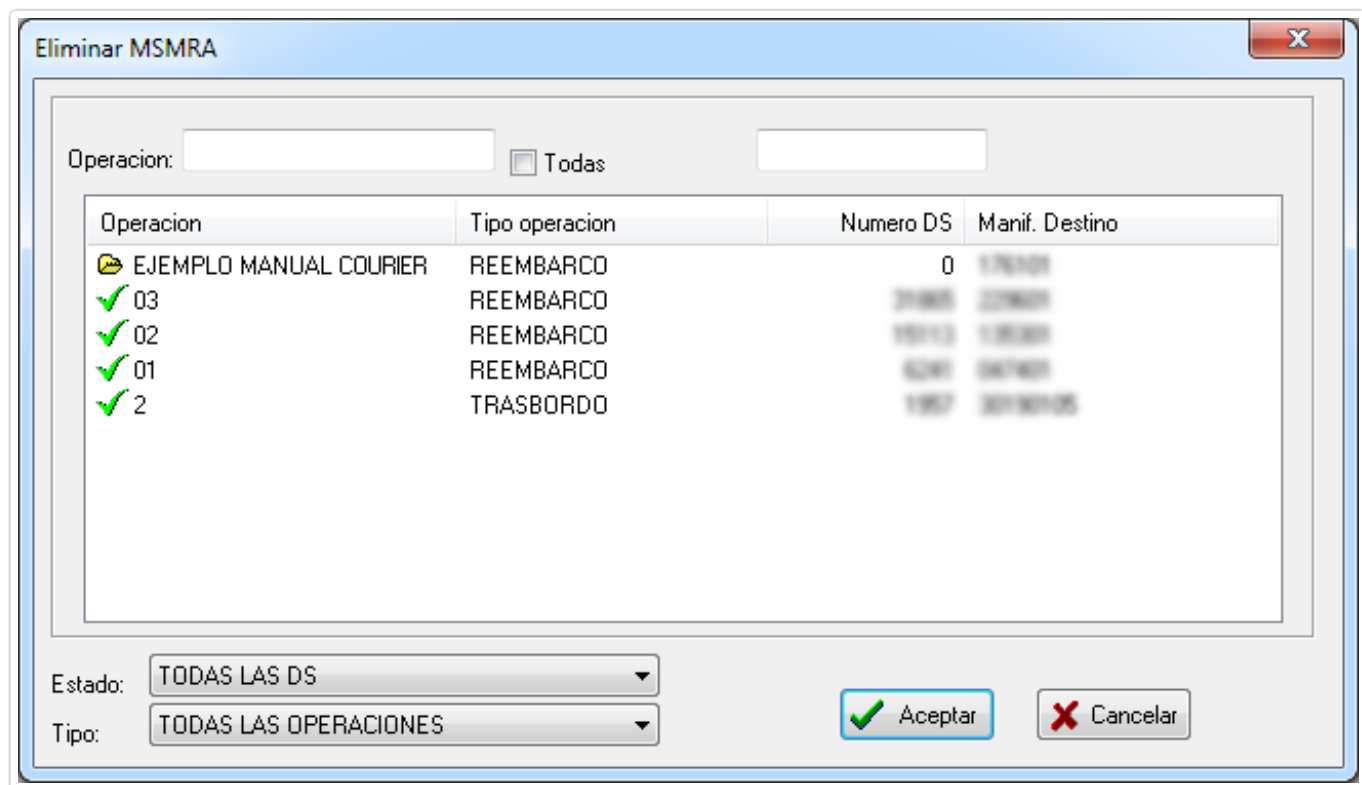 Eliminar MSMRA
Operacion: Todas
Operacion Tipo operacion Numero DS Manif. Destino
EJEMPLO MANUAL COURIER REEMBARCO 0
03 REEMBARCO
02 REEMBARCO
01 REEMBARCO
2 TRASBORDO
Estado: TODAS LAS DS
Tipo: TODAS LAS OPERACIONES
Aceptar Cancelar